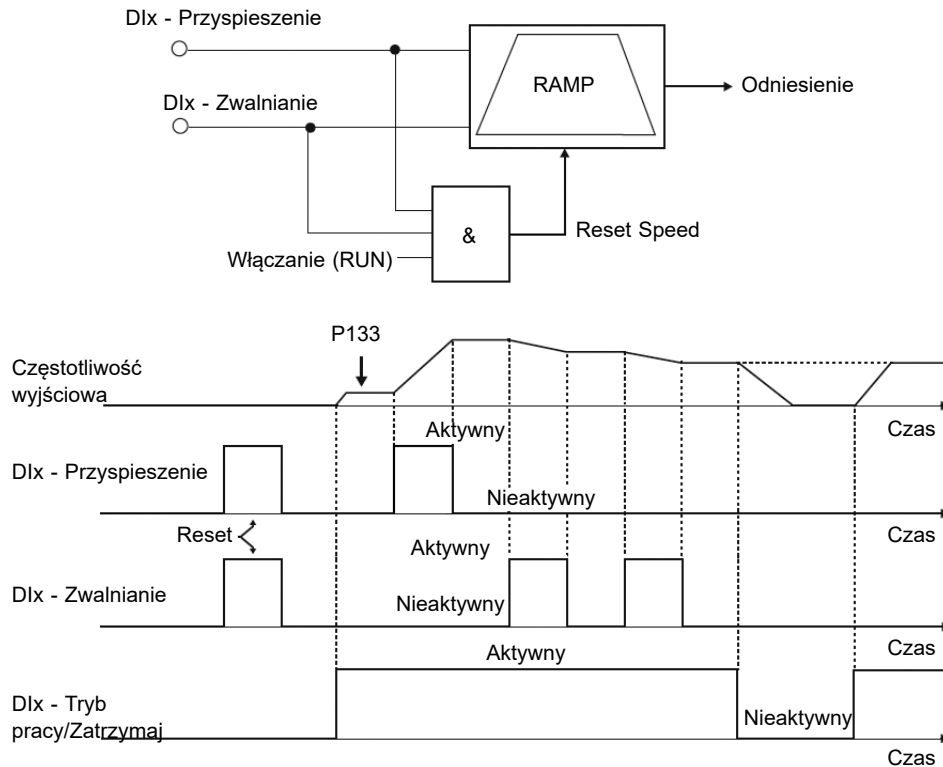 DIx - Przyspieszenie
RAMP
Odniesienie
DIx - Zwalnianie
&
Reset Speed
Włączanie (RUN)
P133
Częstotliwość
wyjściowa
Czas
Aktywny
DIx - Przyspieszenie
Nieaktywny
Czas
Reset
Aktywny
DIx - Zwalnianie
Nieaktywny
Czas
Aktywny
DIx - Tryb
pracy/Zatrzymaj
Nieaktywny
Czas